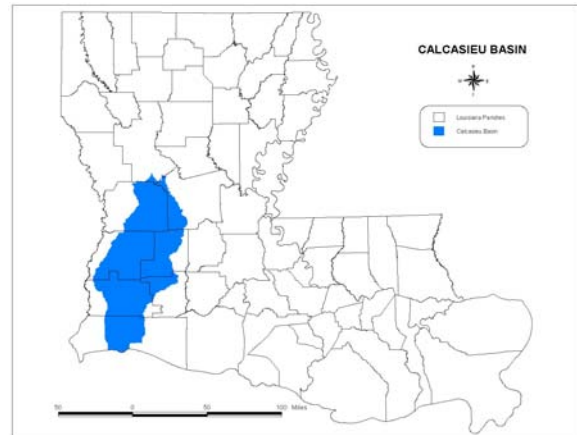 CALCASIEU BASIN
Louisiana Parishes
Calcasieu Basin
50 0 50 100 Miles